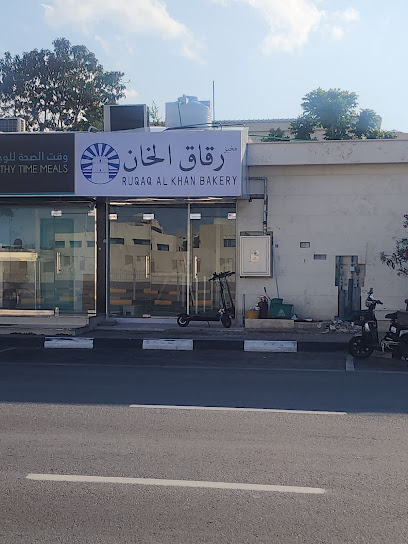 وقت الصحة للو
THY TIME MEALS
مخبز
رقاق الخان
RUQAQ AL KHAN BAKERY